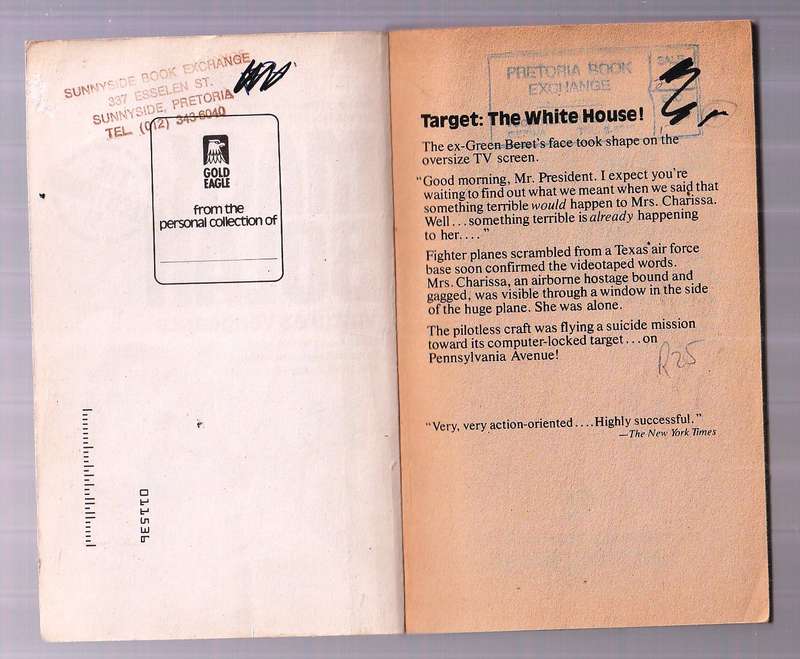 SUNNYSIDE BOOK EXCHANGE
337 ESSELEN ST.
SUNNYSIDE, PRETORIA
TEL. (012) 343-6040
GOLD
EAGLE
from the
personal collection of
011536
PRETORIA BOOK
EXCHANGE
SALE
Target: The White House!
The ex-Green Beret's face took shape on the
oversize TV screen.
"Good morning, Mr. President. I expect you're
waiting to find out what we meant when we said that
something terrible would happen to Mrs. Charissa.
Well...something terrible is already happening
to her...."
Fighter planes scrambled from a Texas air force
base soon confirmed the videotaped words.
Mrs. Charissa, an airborne hostage bound and
gagged, was visible through a window in the side
of the huge plane. She was alone.
The pilotless craft was flying a suicide mission
toward its computer-locked target...on
Pennsylvania Avenue!
R25
"Very, very action-oriented....Highly successful."
—The New York Times